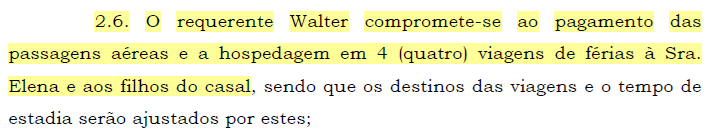 2.6. O requerente Walter compromete-se ao pagamento das
passagens aéreas e a hospedagem em 4 (quatro) viagens de férias à Sra.
Elena e aos filhos do casal, sendo que os destinos das viagens e o tempo de
estadia serão ajustados por estes;